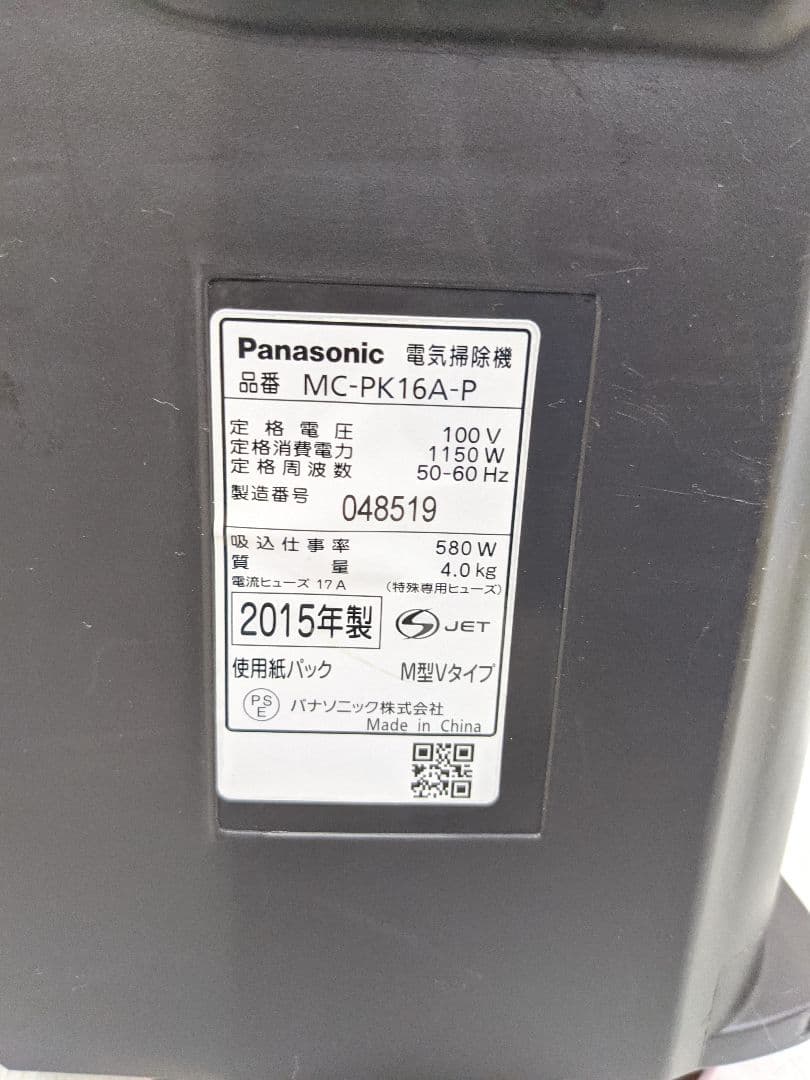 Panasonic 電気掃除機
品番 MC-PK16A-P
定格電圧 100 V
定格消費電力 1150 W
定格周波数 50-60 Hz
製造番号 048519
吸込仕事率 580 W
質量 4.0 kg
電流ヒューズ 17 A (特殊専用ヒューズ)
2015年製 S JET
使用紙パック M型Vタイプ
PSE パナソニック株式会社
Made in China